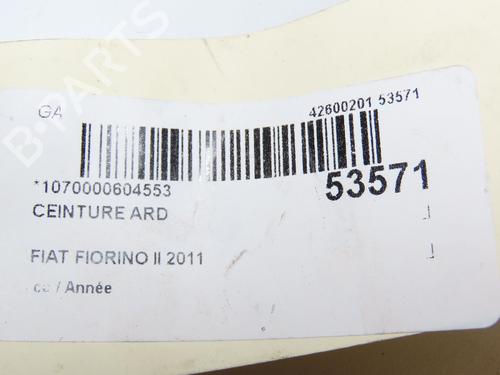 GA
42600201 53571
*1070000604553
53571
CEINTURE ARD
FIAT FIORINO II 2011
/ Année
B-PARTS